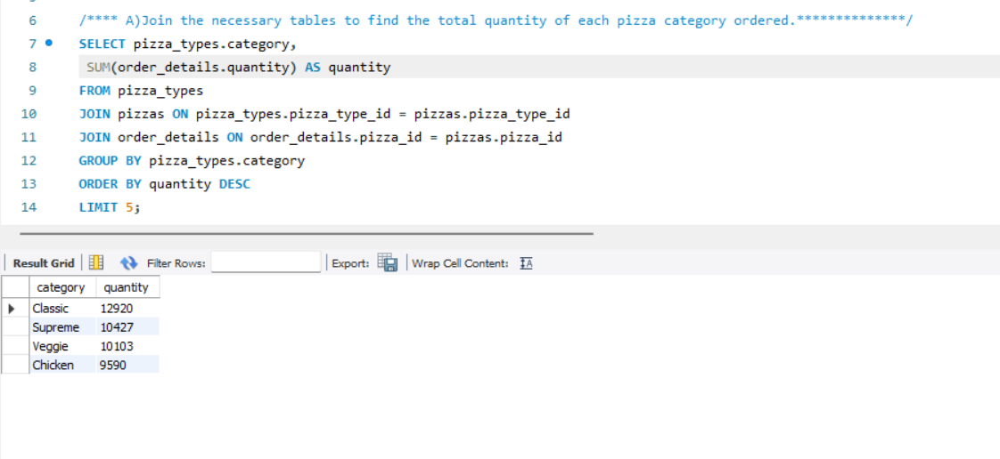 6 /**** A)Join the necessary tables to find the total quantity of each pizza category ordered.**************/
7 SELECT pizza_types.category,
8 SUM(order_details.quantity) AS quantity
9 FROM pizza_types
10 JOIN pizzas ON pizza_types.pizza_type_id = pizzas.pizza_type_id
11 JOIN order_details ON order_details.pizza_id = pizzas.pizza_id
12 GROUP BY pizza_types.category
13 ORDER BY quantity DESC
14 LIMIT 5;
Result Grid Filter Rows: Export: Wrap Cell Content: IA
category quantity
Classic 12920
Supreme 10427
Veggie 10103
Chicken 9590